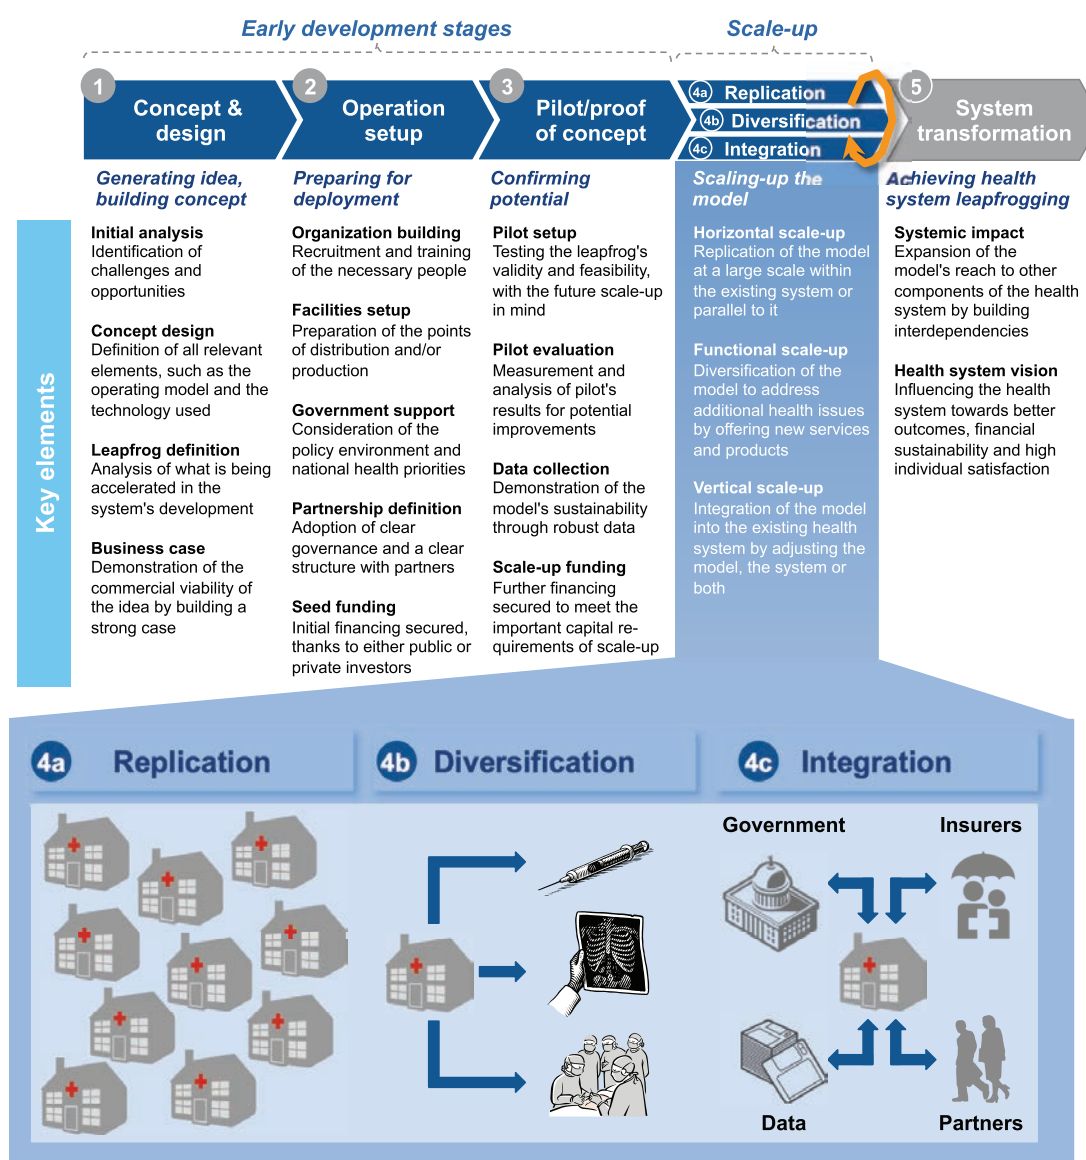 Early development stages
Scale-up
1
Concept &
design
2
Operation
setup
3
Pilot/proof
of concept
4a Replication
4b Diversification
4c Integration
5
System
transformation
Generating idea,
building concept
Preparing for
deployment
Confirming
potential
Scaling-up the
model
Achieving health
system leapfrogging
Key elements
Initial analysis
Identification of
challenges and
opportunities
Concept design
Definition of all relevant
elements, such as the
operating model and the
technology used
Leapfrog definition
Analysis of what is being
accelerated in the
system's development
Business case
Demonstration of the
commercial viability of
the idea by building a
strong case
Organization building
Recruitment and training
of the necessary people
Facilities setup
Preparation of the points
of distribution and/or
production
Government support
Consideration of the
policy environment and
national health priorities
Partnership definition
Adoption of clear
governance and a clear
structure with partners
Seed funding
Initial financing secured,
thanks to either public or
private investors
Pilot setup
Testing the leapfrog's
validity and feasibility,
with the future scale-up
in mind
Pilot evaluation
Measurement and
analysis of pilot's
results for potential
improvements
Data collection
Demonstration of the
model's sustainability
through robust data
Scale-up funding
Further financing
secured to meet the
important capital re-
quirements of scale-up
Horizontal scale-up
Replication of the model
at a large scale within
the existing system or
parallel to it
Functional scale-up
Diversification of the
model to address
additional health issues
by offering new services
and products
Vertical scale-up
Integration of the model
into the existing health
system by adjusting the
model, the system or
both
Systemic impact
Expansion of the
model's reach to other
components of the health
system by building
interdependencies
Health system vision
Influencing the health
system towards better
outcomes, financial
sustainability and high
individual satisfaction
4a Replication
4b Diversification
4c Integration
Government
Insurers
Data
Partners